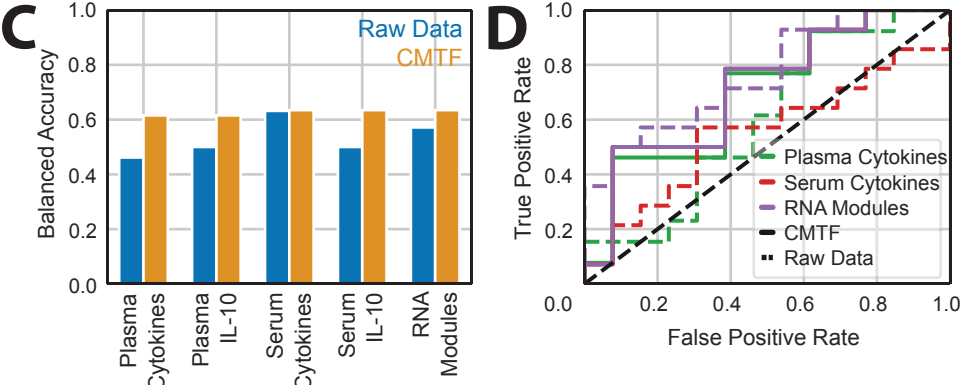 C
Raw Data
CMTF
Balanced Accuracy
1.0
0.8
0.6
0.4
0.2
0.0
Plasma
Cytokines
Plasma
IL-10
Serum
Cytokines
Serum
IL-10
RNA
Modules
D
True Positive Rate
1.0
0.8
0.6
0.4
0.2
0.0
0.2
0.4
0.6
0.8
1.0
False Positive Rate
Plasma Cytokines
Serum Cytokines
RNA Modules
CMTF
Raw Data